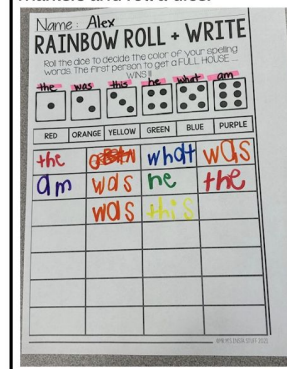 Name: Alex
RAINBOW ROLL + WRITE
Roll the dice to decide the color of your spelling
words. The first person to get a FULL HOUSE ...
WINS!!
the was this he what am
RED ORANGE YELLOW GREEN BLUE PURPLE
the what was
am was he the
was this